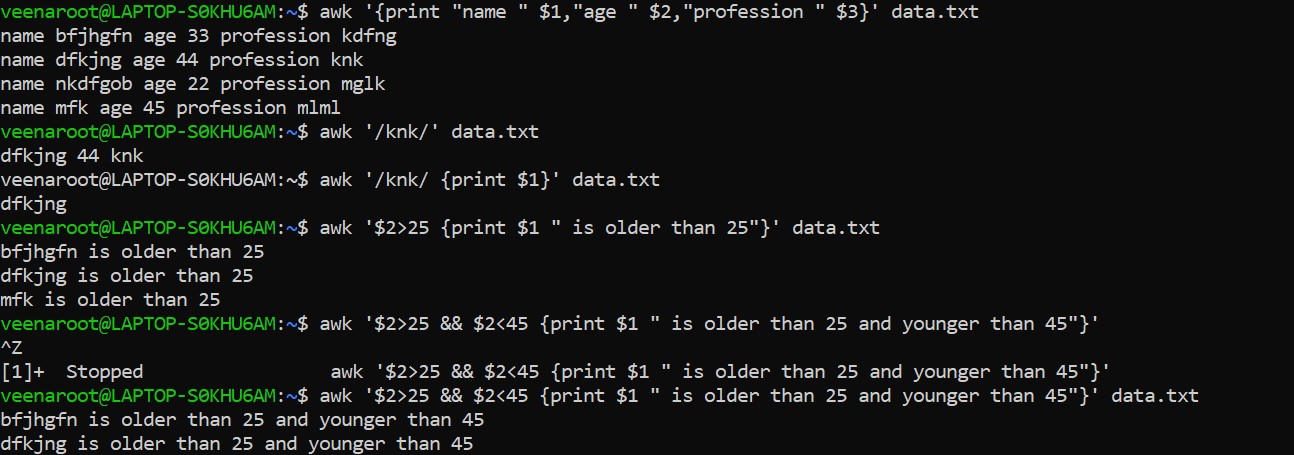 veenaroot@LAPTOP-S0KHU6AM:~$ awk '{print "name " $1,"age " $2,"profession " $3}' data.txt
name bfjhgfn age 33 profession kdfng
name dfkjng age 44 profession knk
name nkdfgob age 22 profession mglk
name mfk age 45 profession mlml
veenaroot@LAPTOP-S0KHU6AM:~$ awk '/knk/' data.txt
dfkjng 44 knk
veenaroot@LAPTOP-S0KHU6AM:~$ awk '/knk/ {print $1}' data.txt
dfkjng
veenaroot@LAPTOP-S0KHU6AM:~$ awk '$2>25 {print $1 " is older than 25"}' data.txt
bfjhgfn is older than 25
dfkjng is older than 25
mfk is older than 25
veenaroot@LAPTOP-S0KHU6AM:~$ awk '$2>25 && $2<45 {print $1 " is older than 25 and younger than 45"}'
^Z
[1]+  Stopped                 awk '$2>25 && $2<45 {print $1 " is older than 25 and younger than 45"}'
veenaroot@LAPTOP-S0KHU6AM:~$ awk '$2>25 && $2<45 {print $1 " is older than 25 and younger than 45"}' data.txt
bfjhgfn is older than 25 and younger than 45
dfkjng is older than 25 and younger than 45